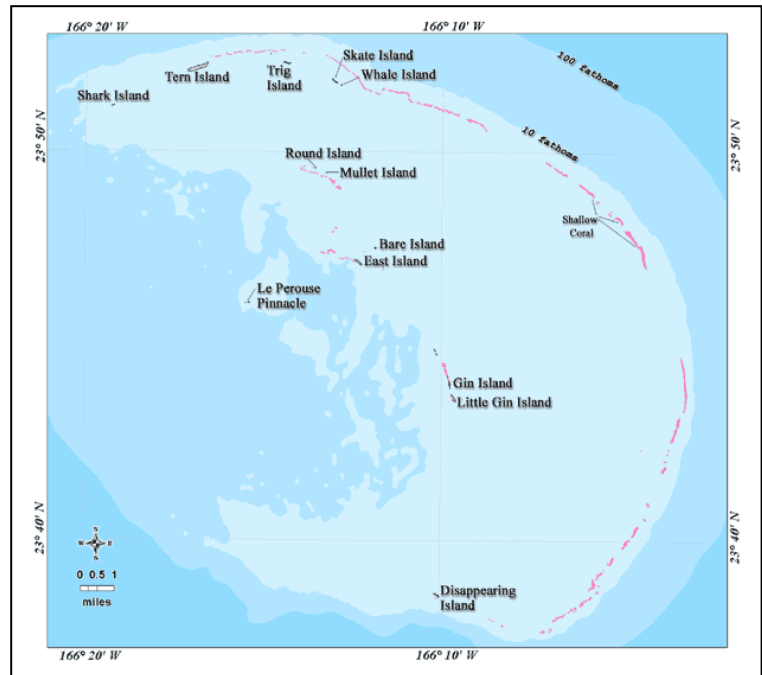 166° 20' W
166° 10' W
100 fathoms
Skate Island
Whale Island
Trig
Island
Tern Island
Shark Island
23° 50' N
10 fathoms
23° 50' N
Round Island
Mullet Island
Shallow
Coral
Bare Island
East Island
Le Perouse
Pinnacle
Gin Island
Little Gin Island
23° 40' N
23° 40' N
N
W E
S
0 0.5 1
miles
Disappearing
Island
166° 20' W
166° 10' W